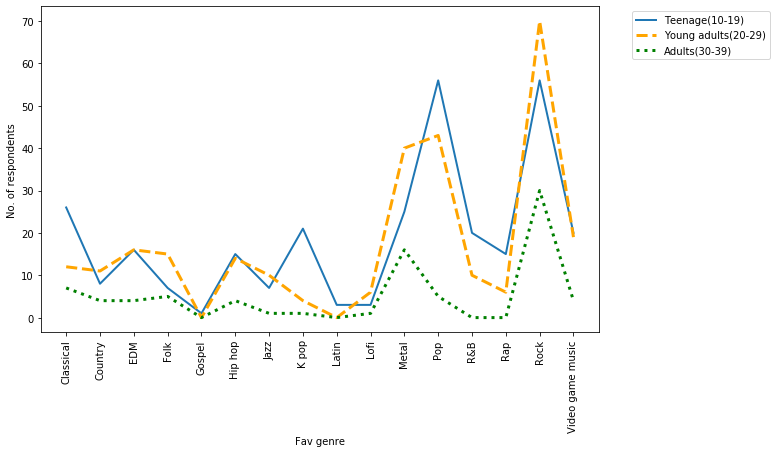 Teenage(10-19)
Young adults(20-29)
Adults(30-39)
No. of respondents
70
60
50
40
30
20
10
0
Classical
Country
EDM
Folk
Gospel
Hip hop
Jazz
K pop
Latin
Lofi
Metal
Pop
R&B
Rap
Rock
Video game music
Fav genre